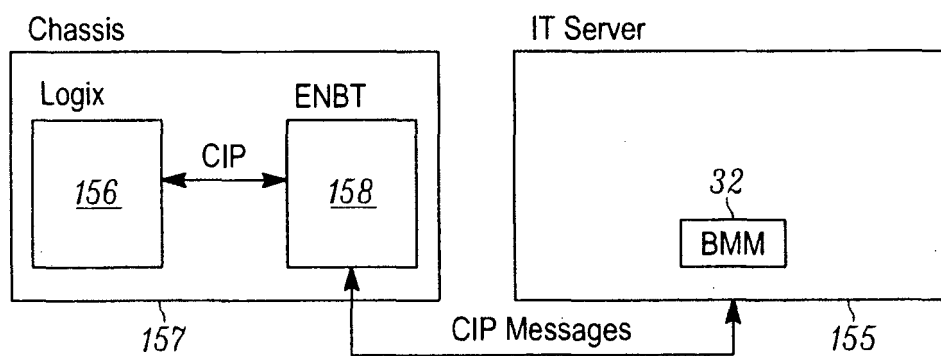 Chassis
IT Server
Logix
ENBT
CIP
156
158
32
BMM
157
CIP Messages
155